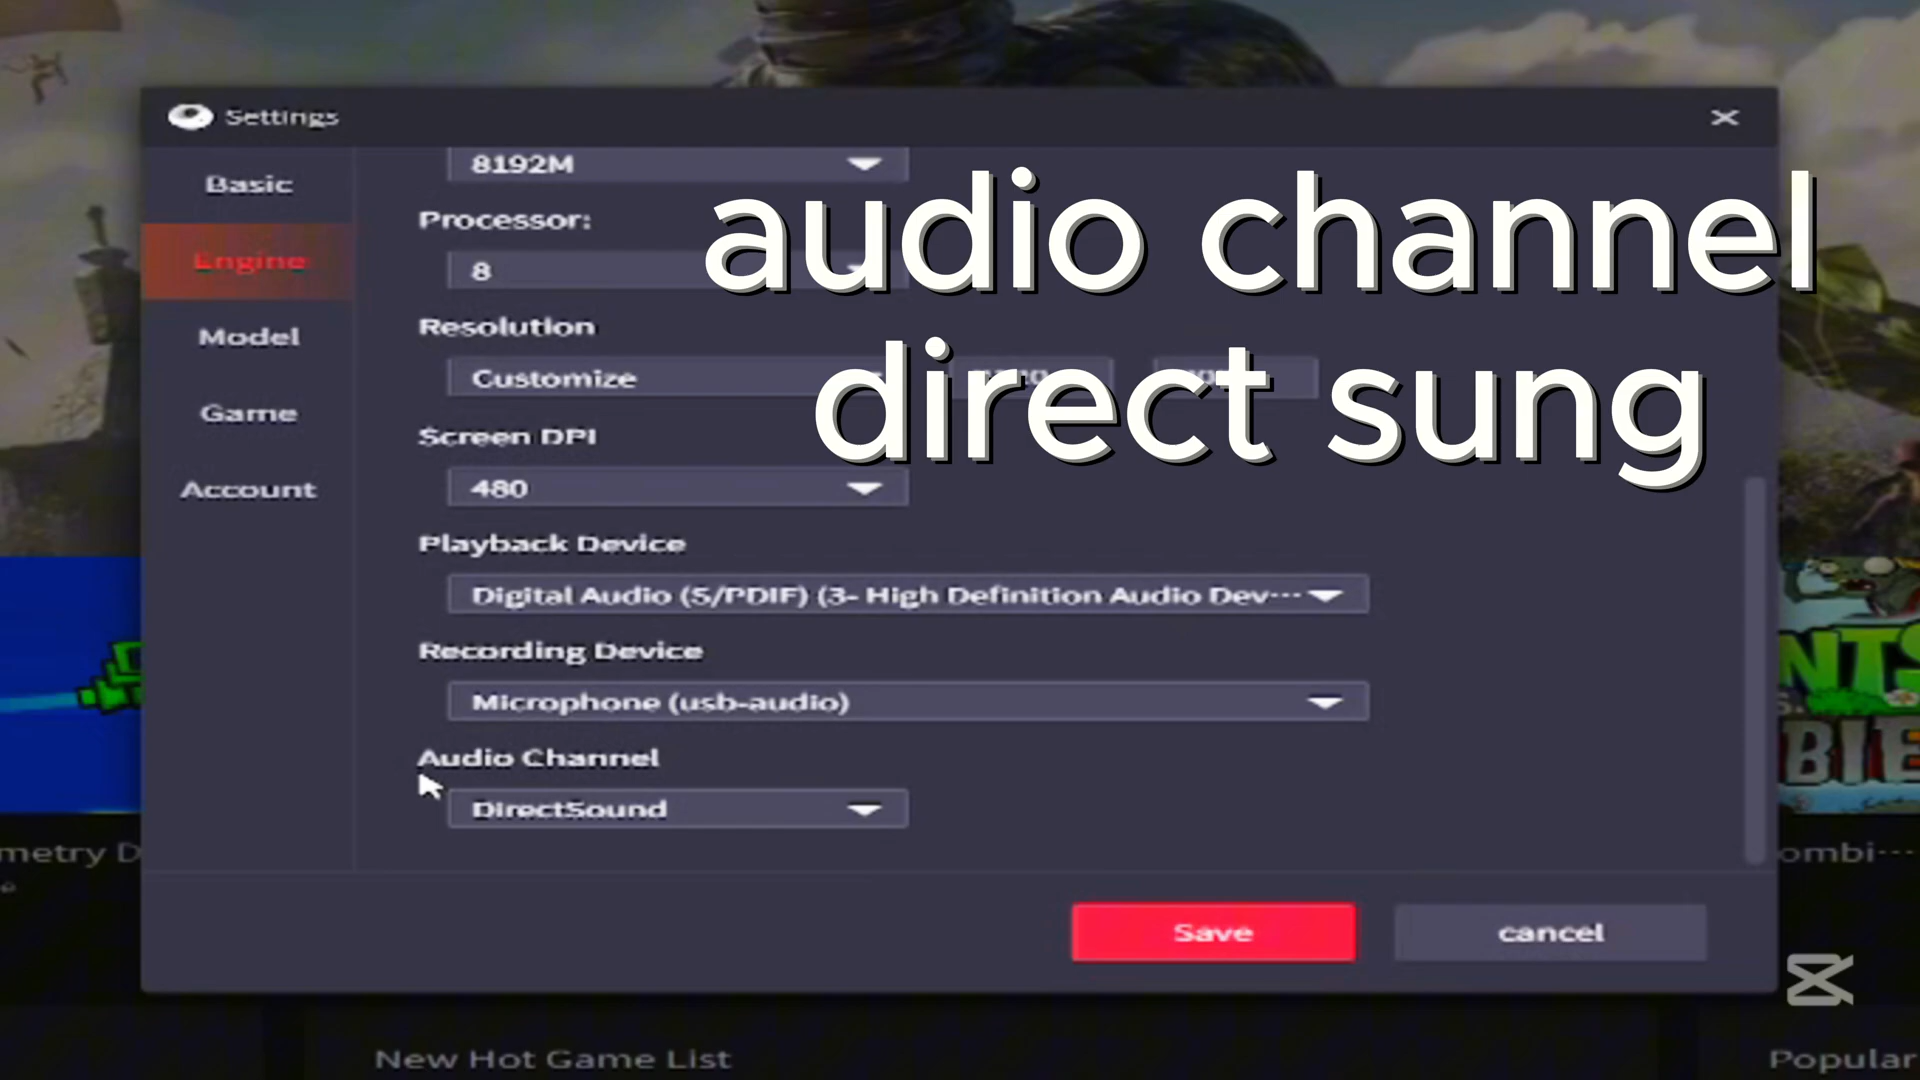 Settings
Basic
Engine
Model
Game
Account
8192M
Processor:
8
Resolution
Customize
Screen DPI
480
Playback Device
Digital Audio (S/PDIF) (3- High Definition Audio Dev···
Recording Device
Microphone (usb-audio)
Audio Channel
DirectSound
Save
cancel
audio channel
direct sung
metry D
NTS
BIE
ombi···
New Hot Game List
Popular